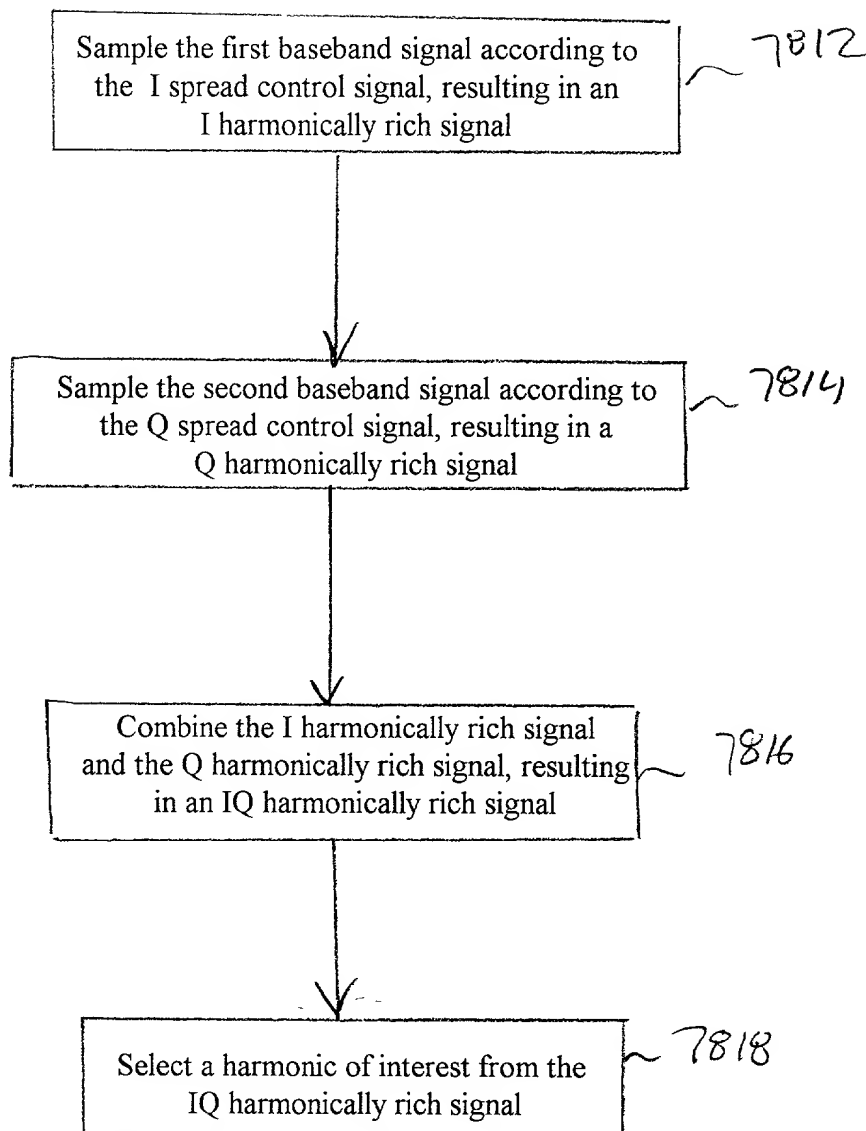 Sample the first baseband signal according to
the I spread control signal, resulting in an
I harmonically rich signal
7812
Sample the second baseband signal according to
the Q spread control signal, resulting in a
Q harmonically rich signal
7814
Combine the I harmonically rich signal
and the Q harmonically rich signal, resulting
in an IQ harmonically rich signal
7816
Select a harmonic of interest from the
IQ harmonically rich signal
7818